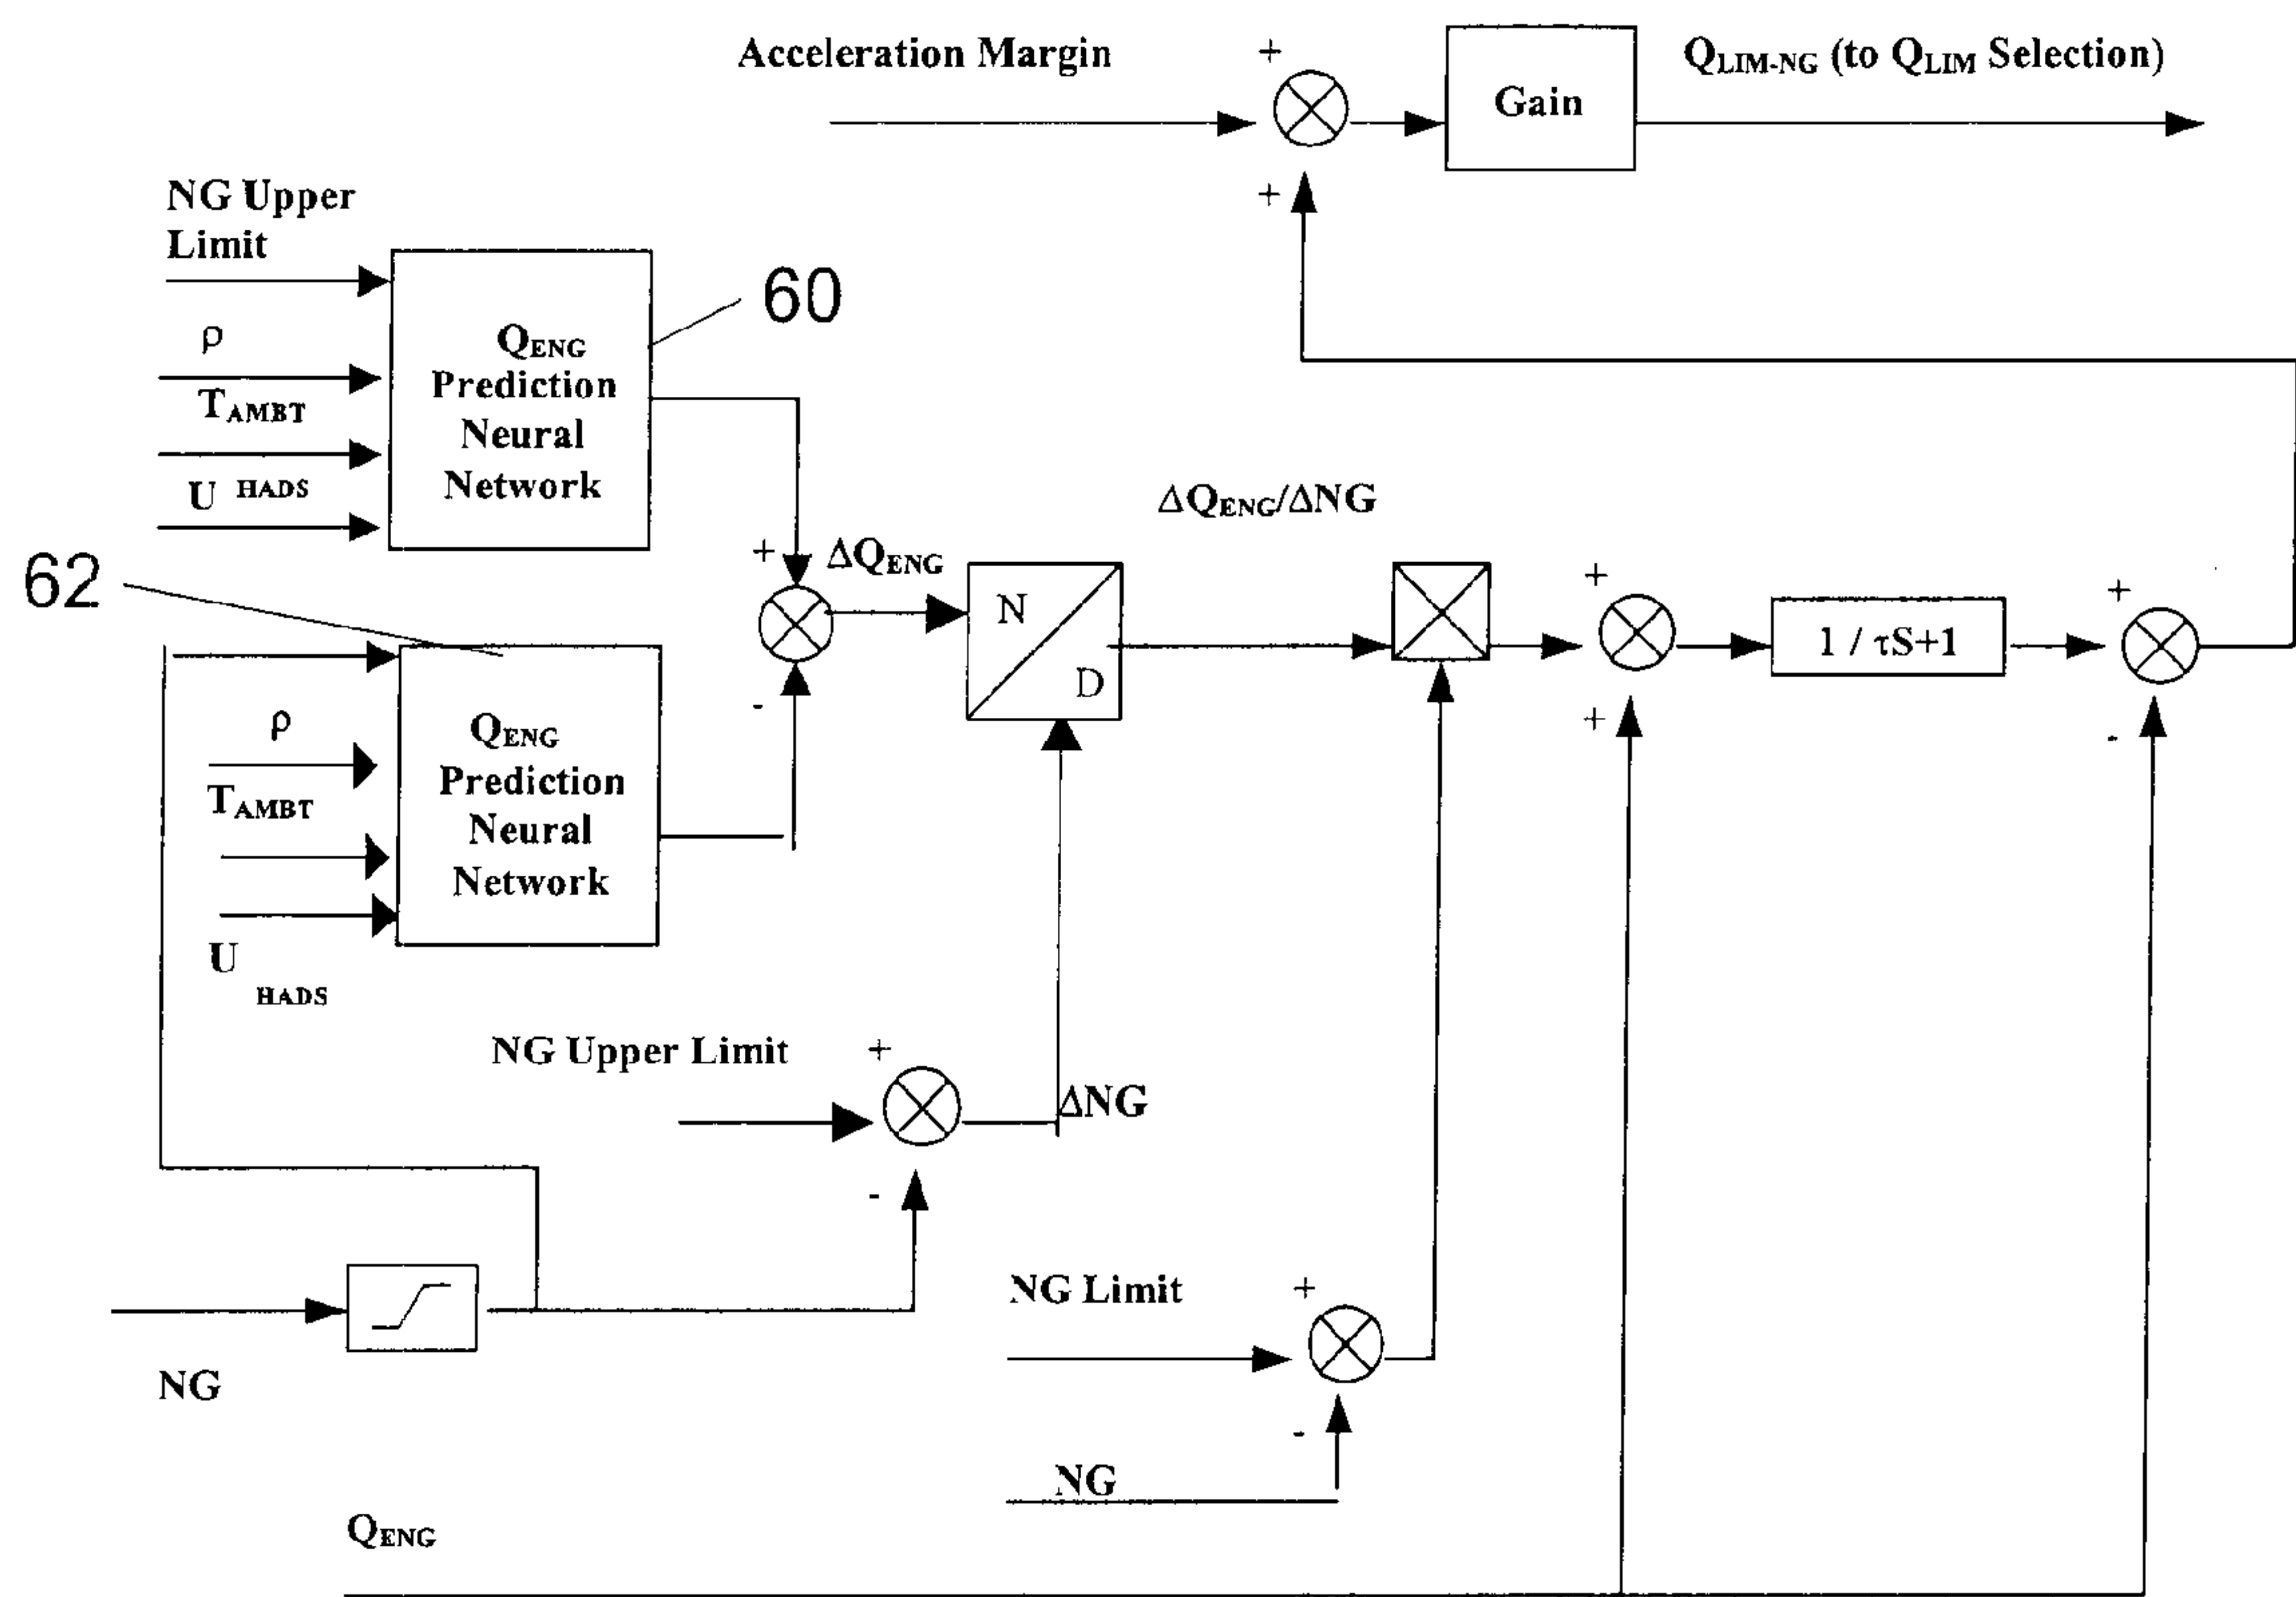 Acceleration Margin
+
+
Gain
QLIM-NG (to QLIM Selection)
NG Upper
Limit
ρ
TAMBT
U HADS
QENG
Prediction
Neural
Network
60
62
ρ
TAMBT
U
HADS
QENG
Prediction
Neural
Network
+
-
ΔQENG
N
D
ΔQENG/ΔNG
+
+
1 / τS+1
+
-
NG Upper Limit
+
-
ΔNG
NG
NG Limit
+
-
NG
QENG